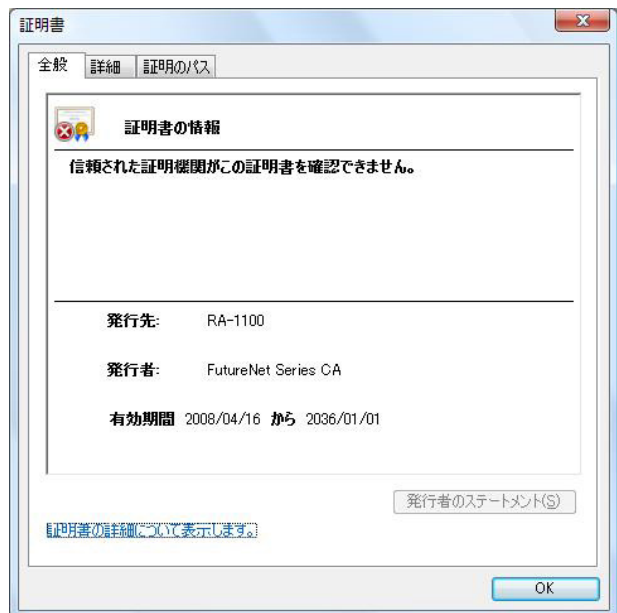 証明書
全般 詳細 証明のパス
証明書の情報
信頼された証明機関がこの証明書を確認できません。
発行先: RA-1100
発行者: FutureNet Series CA
有効期間 2008/04/16 から 2036/01/01
発行者のステートメント(S)
証明書の詳細について表示します。
OK